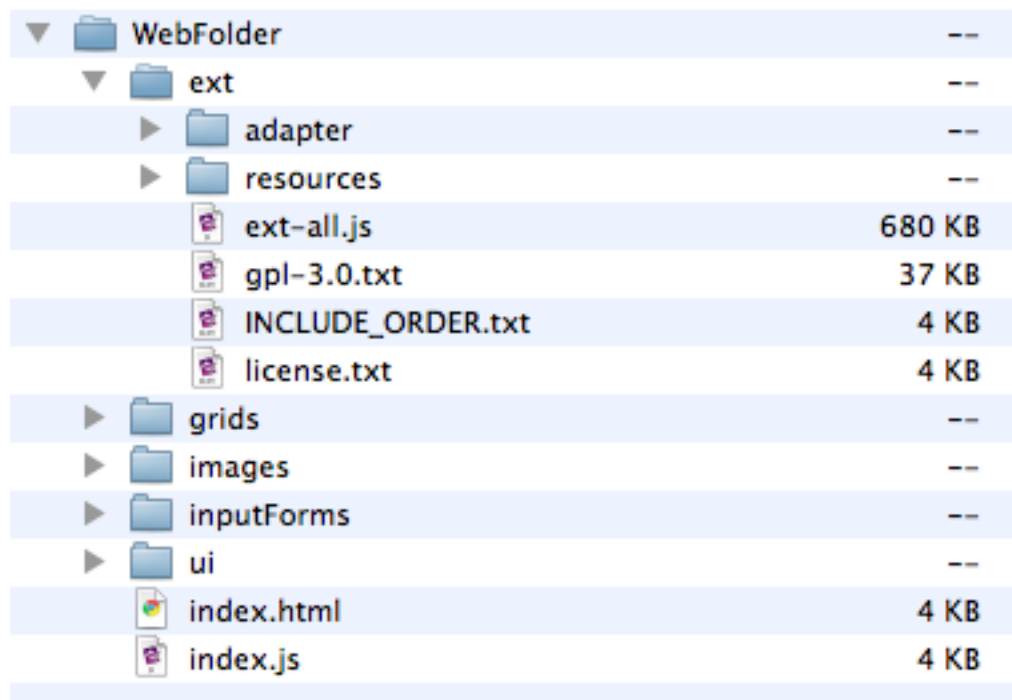 WebFolder --
ext --
adapter --
resources --
ext-all.js 680 KB
gpl-3.0.txt 37 KB
INCLUDE_ORDER.txt 4 KB
license.txt 4 KB
grids --
images --
inputForms --
ui --
index.html 4 KB
index.js 4 KB